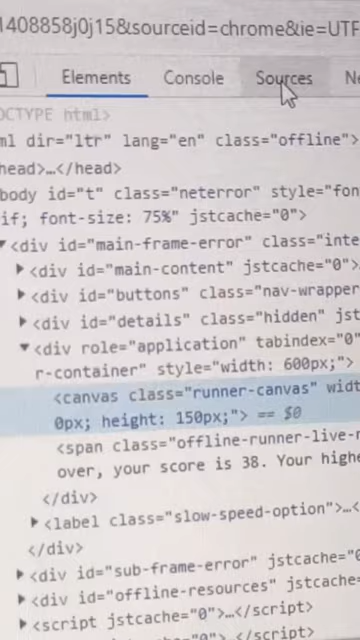 1408858j0j15&sourceid=chrome&ie=UTF
Elements Console Sources Ne
OCTYPE html>
ml dir="ltr" lang="en" class="offline">
head>…</head>
body id="t" class="neterror" style="fon
if; font-size: 75%" jstcache="0">
▼<div id="main-frame-error" class="inte
▶<div id="main-content" jstcache="0">
▶<div id="buttons" class="nav-wrapper
▶<div id="details" class="hidden" jst
▼<div role="application" tabindex="0"
r-container" style="width: 600px;">
<canvas class="runner-canvas" widt
0px; height: 150px;"> == $0
<span class="offline-runner-live-r
over, your score is 38. Your highe
</div>
▶<label class="slow-speed-option">…<
</div>
▶<div id="sub-frame-error" jstcache="0
▶<div id="offline-resources" jstcache=
▶<script jstcache="0">…</script>